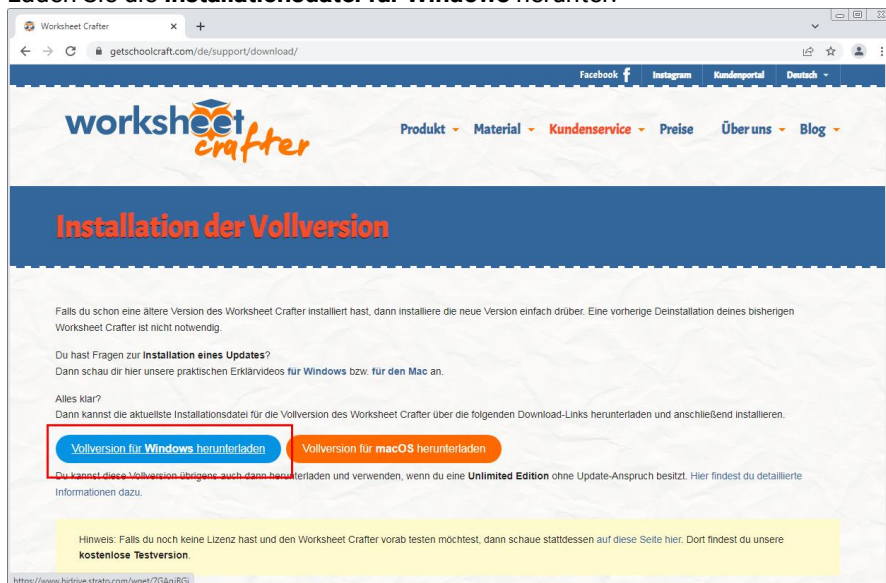 Laden Sie die Installationsdatei für Windows herunter.
Worksheet Crafter
getschoolcraft.com/de/support/download/
Facebook f Instagram Kundenportal Deutsch
worksheet
crafter
Produkt Material Kundenservice Preise Über uns Blog
Installation der Vollversion
Falls du schon eine ältere Version des Worksheet Crafter installiert hast, dann installiere die neue Version einfach drüber. Eine vorherige Deinstallation deines bisherigen
Worksheet Crafter ist nicht notwendig.
Du hast Fragen zur Installation eines Updates?
Dann schau dir hier unsere praktischen Erklärvideos für Windows bzw. für den Mac an.
Alles klar?
Dann kannst die aktuellste Installationsdatei für die Vollversion des Worksheet Crafter über die folgenden Download-Links herunterladen und anschließend installieren.
Vollversion für Windows herunterladen Vollversion für macOS herunterladen
Du kannst diese Vollversion übrigens auch dann herunterladen und verwenden, wenn du eine Unlimited Edition ohne Update-Anspruch besitzt. Hier findest du detaillierte
Informationen dazu.
Hinweis: Falls du noch keine Lizenz hast und den Worksheet Crafter vorab testen möchtest, dann schaue stattdessen auf diese Seite hier. Dort findest du unsere
kostenlose Testversion.